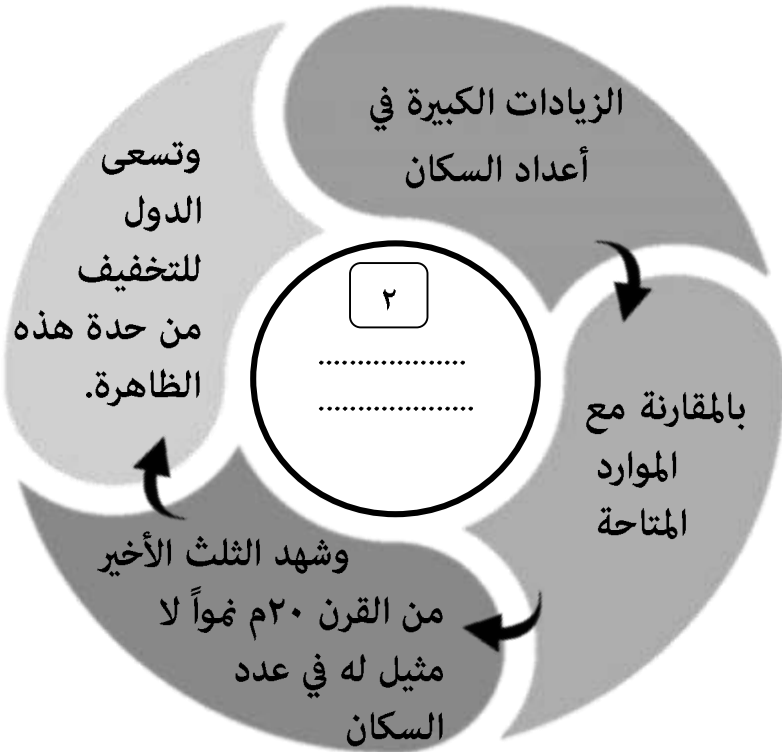 الزيادات الكبيرة في
أعداد السكان
بالمقارنة مع
الموارد
المتاحة
وشهد الثلث الأخير
من القرن ٢٠م نمواً لا
مثيل له في عدد
السكان
وتسعى
الدول
للتخفيف
من حدة هذه
الظاهرة.
٢
...................
....................